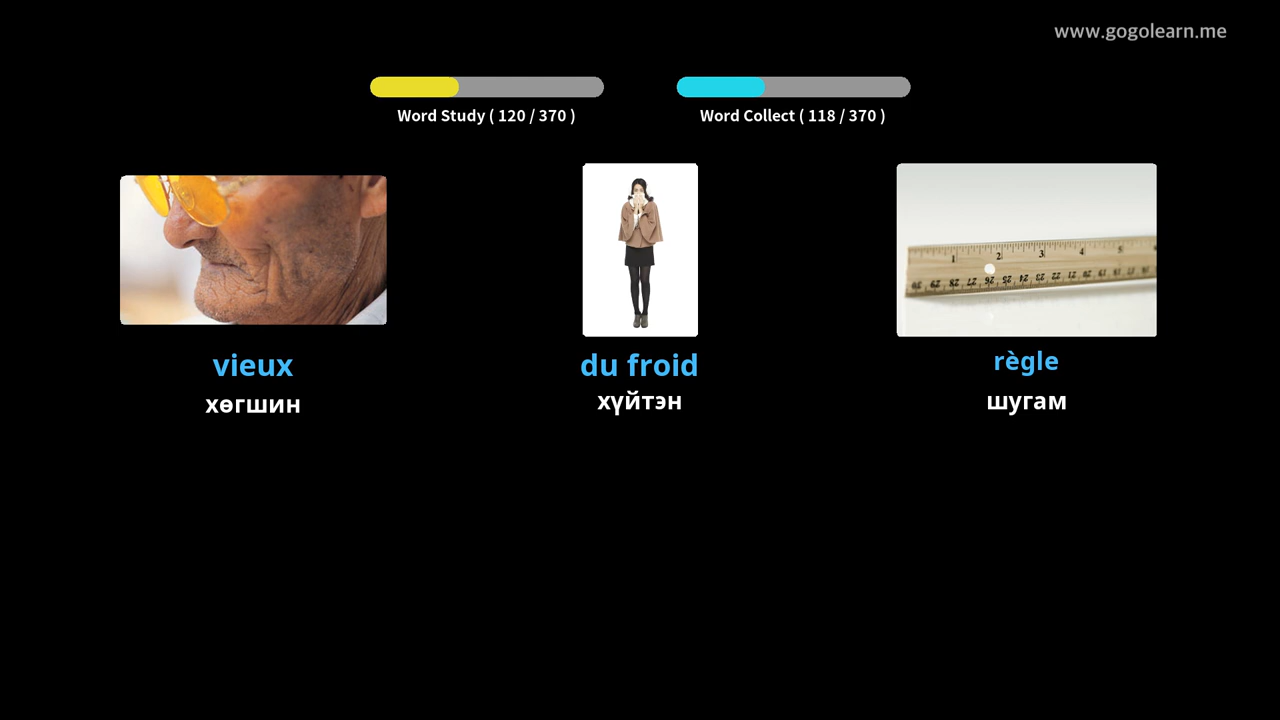 www.gogolearn.me
Word Study ( 120 / 370 )
Word Collect ( 118 / 370 )
vieux
хөгшин
du froid
хүйтэн
règle
шугам